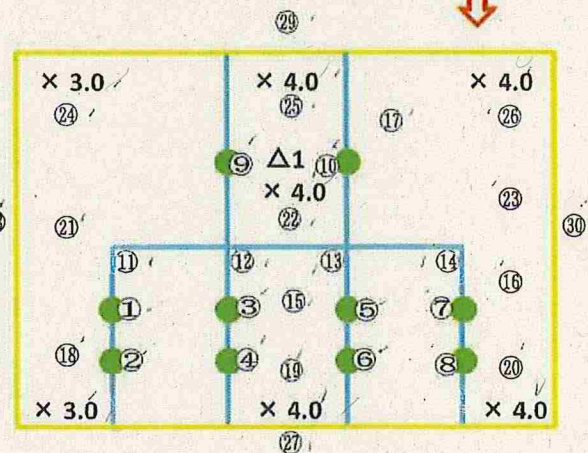 ㉙
× 3.0 × 4.0 × 4.0
㉔ ㉕ ⑰ ㉖
⑨ △1 ⑩
× 4.0
㉓
㉑ ㉒ ㉚
⑪ ⑫ ⑬ ⑭
⑮ ⑯
① ③ ⑤ ⑦
⑱ ② ④ ⑲ ⑥ ⑧ ⑳
× 3.0 × 4.0 × 4.0
㉗